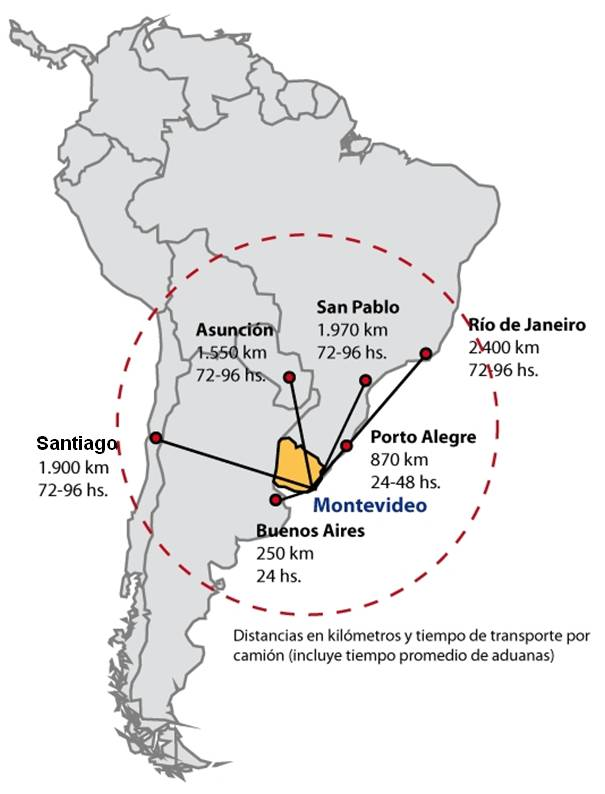 San Pablo
1.970 km
72-96 hs.
Asunción
1.550 km
72-96 hs.
Río de Janeiro
2.400 km
72-96 hs.
Santiago
1.900 km
72-96 hs.
Porto Alegre
870 km
24-48 hs.
Montevideo
Buenos Aires
250 km
24 hs.
Distancias en kilómetros y tiempo de transporte por
camión (incluye tiempo promedio de aduanas)